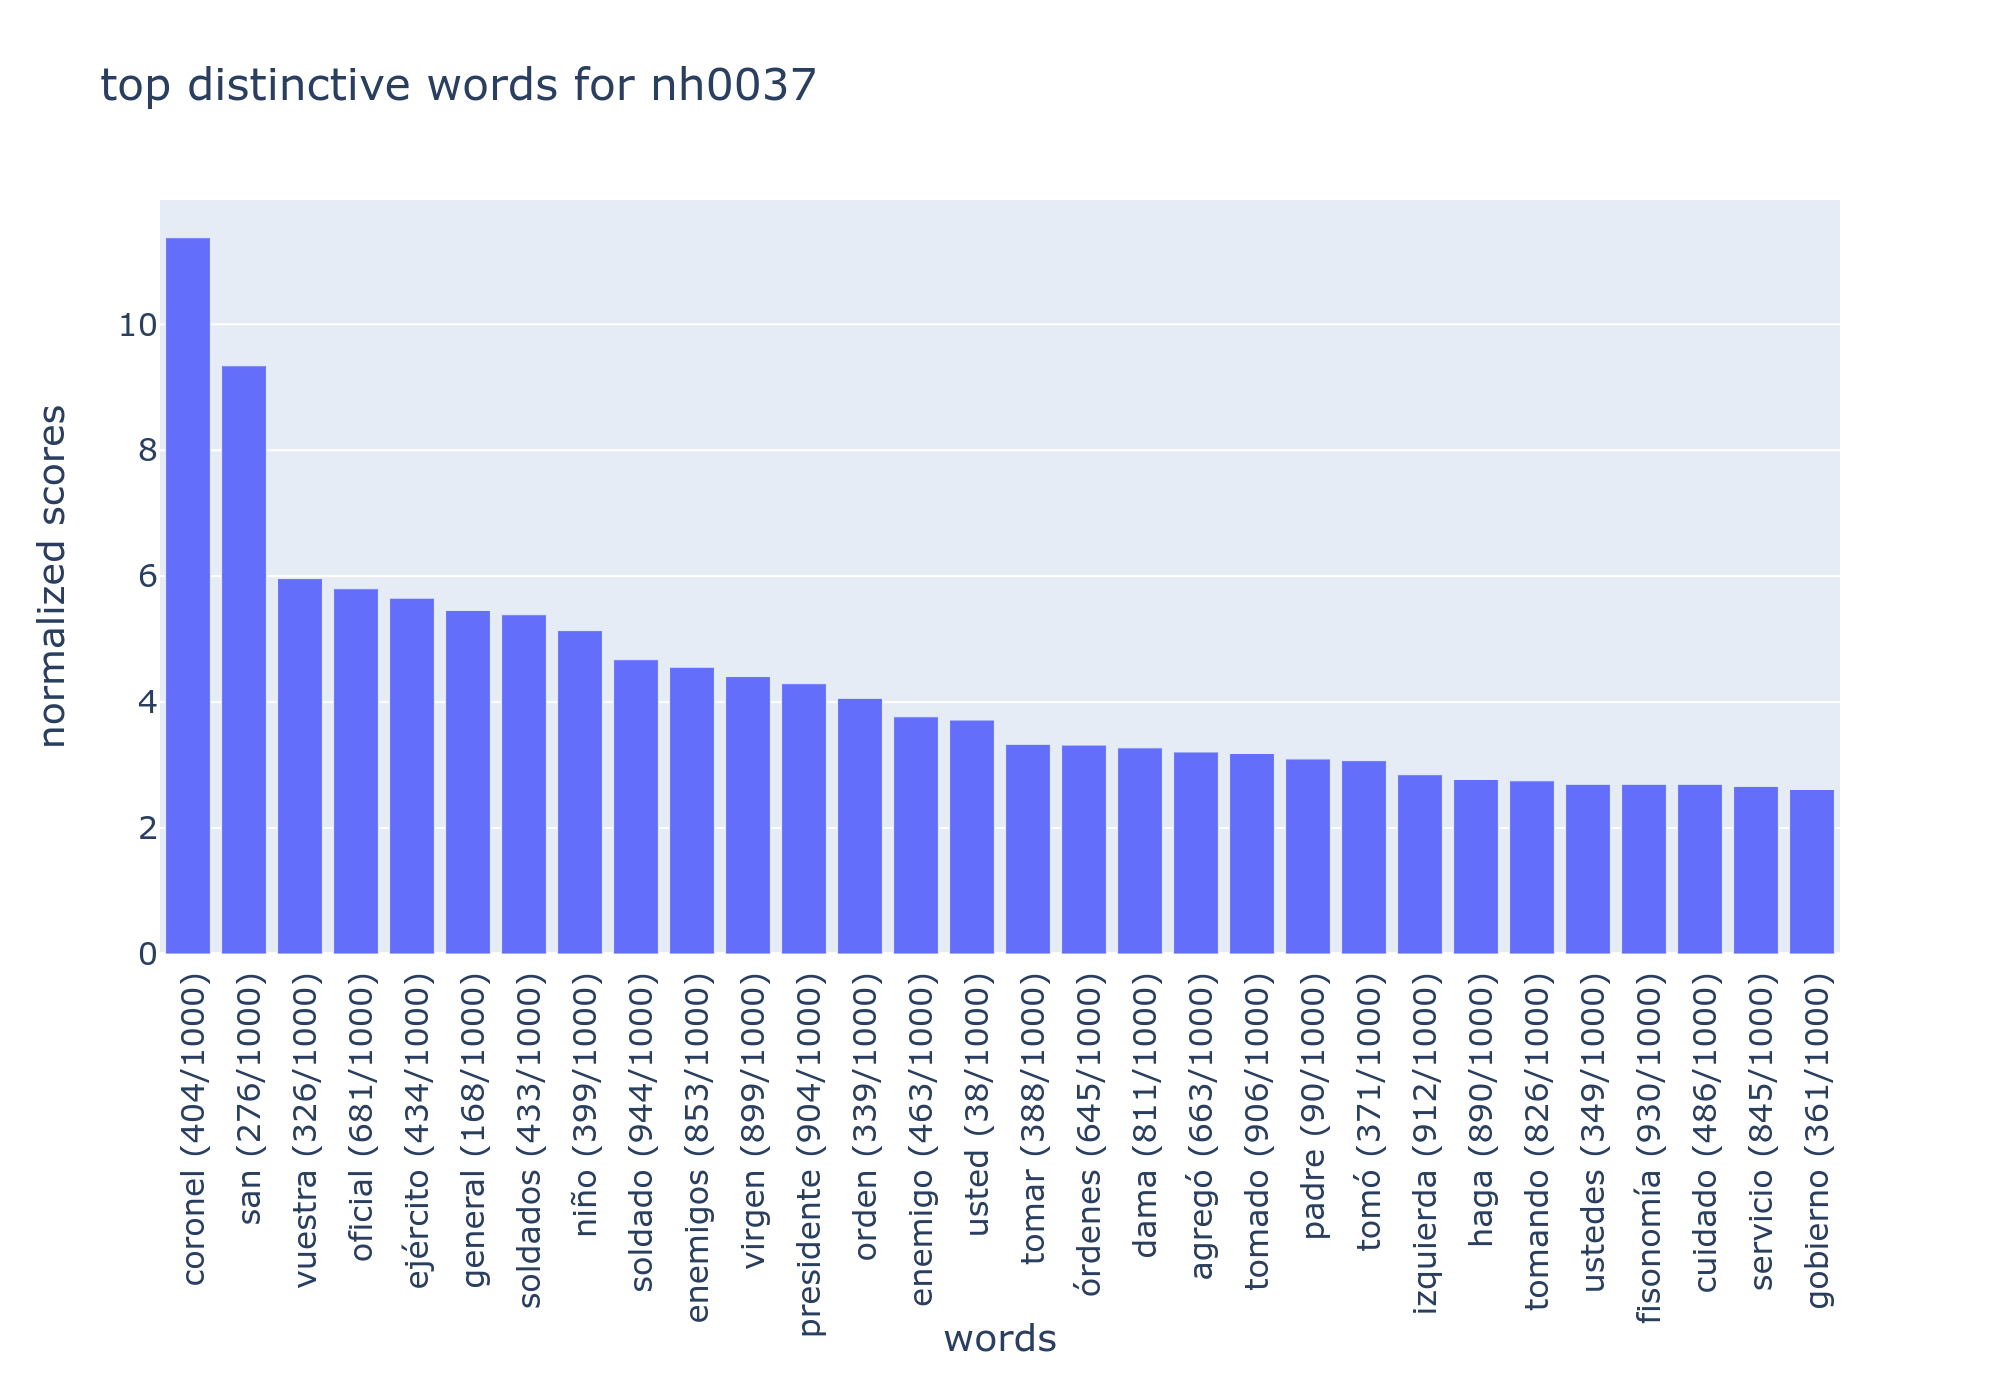 top distinctive words for nh0037
normalized scores
10
8
6
4
2
0
coronel (404/1000)
san (276/1000)
vuestra (326/1000)
oficial (681/1000)
ejército (434/1000)
general (168/1000)
soldados (433/1000)
niño (399/1000)
soldado (944/1000)
enemigos (853/1000)
virgen (899/1000)
presidente (904/1000)
orden (339/1000)
enemigo (463/1000)
usted (38/1000)
tomar (388/1000)
órdenes (645/1000)
dama (811/1000)
agregó (663/1000)
tomado (906/1000)
padre (90/1000)
tomó (371/1000)
izquierda (912/1000)
haga (890/1000)
tomando (826/1000)
ustedes (349/1000)
fisonomía (930/1000)
cuidado (486/1000)
servicio (845/1000)
gobierno (361/1000)
words